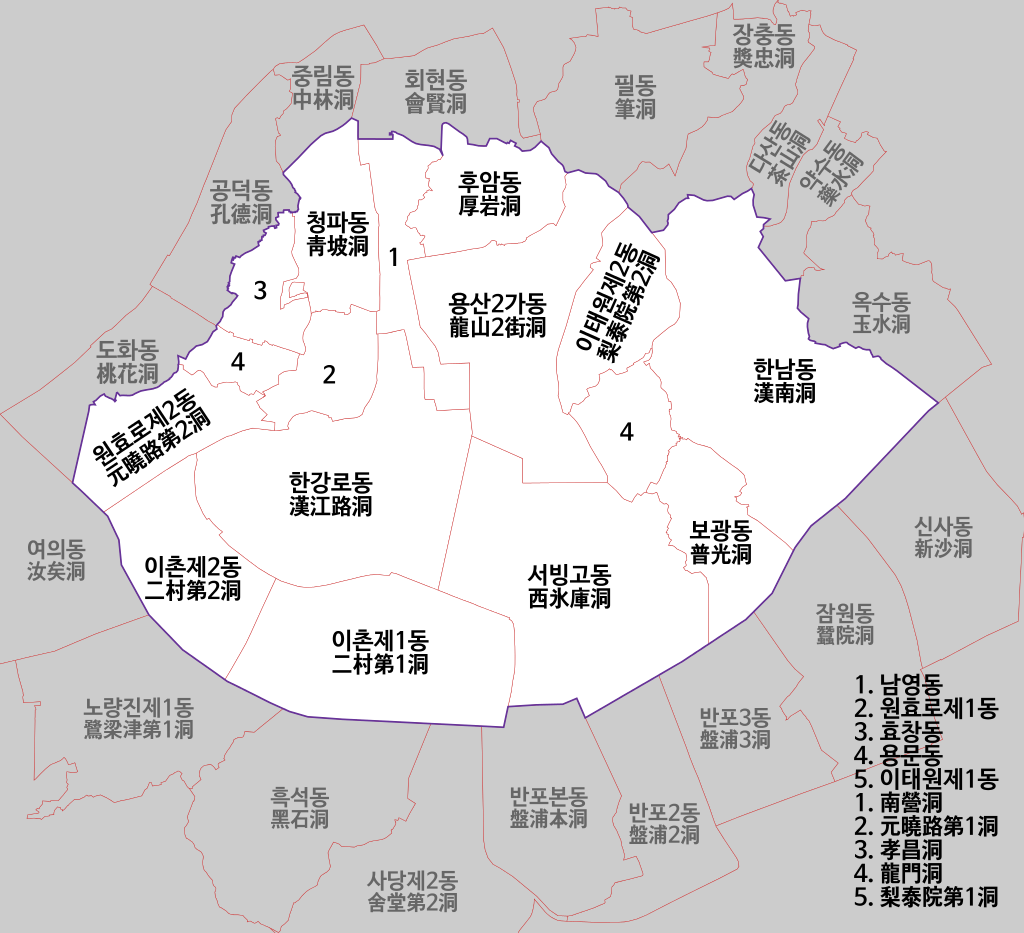 장충동
奬忠洞
중림동
中林洞
회현동
會賢洞
필동
筆洞
다산동
茶山洞
약수동
藥水洞
공덕동
孔德洞
청파동
靑坡洞
후암동
厚岩洞
1
3
용산2가동
龍山2街洞
이태원제2동
梨泰院第2洞
옥수동
玉水洞
도화동
桃花洞
4
2
한남동
漢南洞
원효로제2동
元曉路第2洞
4
한강로동
漢江路洞
보광동
普光洞
신사동
新沙洞
여의동
汝矣洞
이촌제2동
二村第2洞
서빙고동
西氷庫洞
잠원동
蠶院洞
이촌제1동
二村第1洞
노량진제1동
鷺梁津第1洞
반포3동
盤浦3洞
흑석동
黑石洞
반포본동
盤浦本洞
반포2동
盤浦2洞
사당제2동
舍堂第2洞
1. 남영동
2. 원효로제1동
3. 효창동
4. 용문동
5. 이태원제1동
1. 南營洞
2. 元曉路第1洞
3. 孝昌洞
4. 龍門洞
5. 梨泰院第1洞